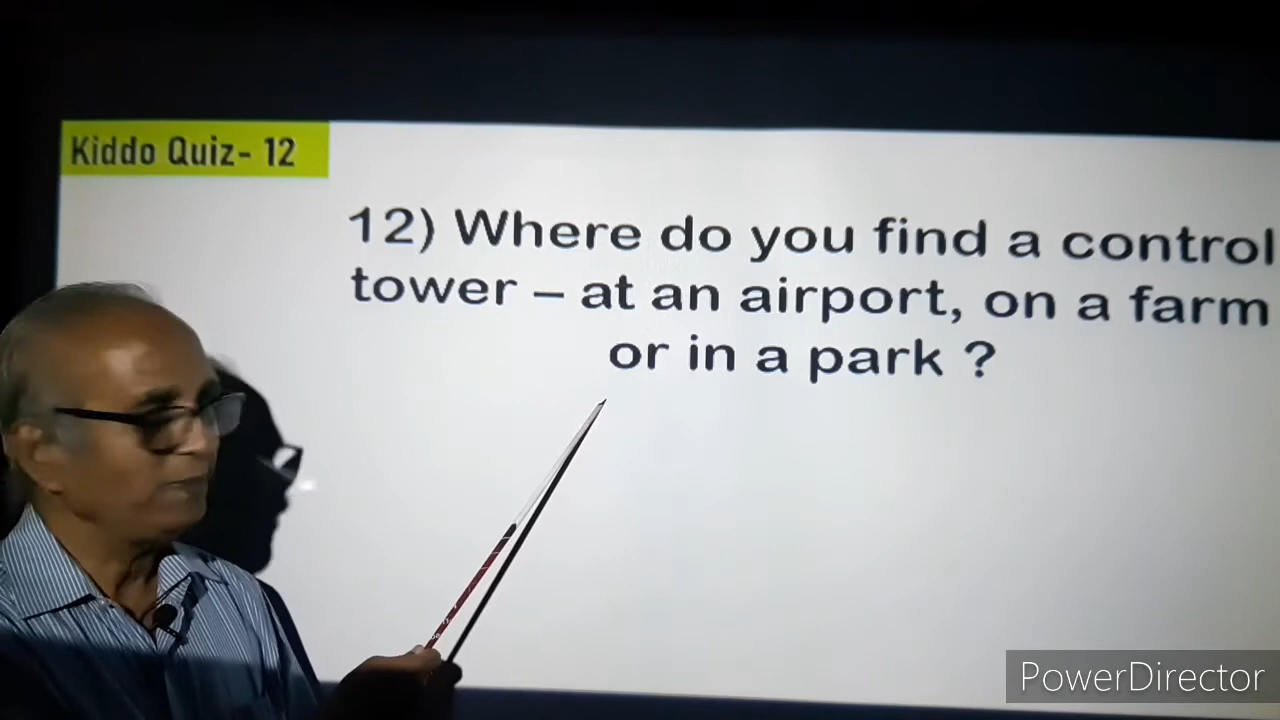 Kiddo Quiz- 12
12) Where do you find a control
tower – at an airport, on a farm
or in a park ?
PowerDirector